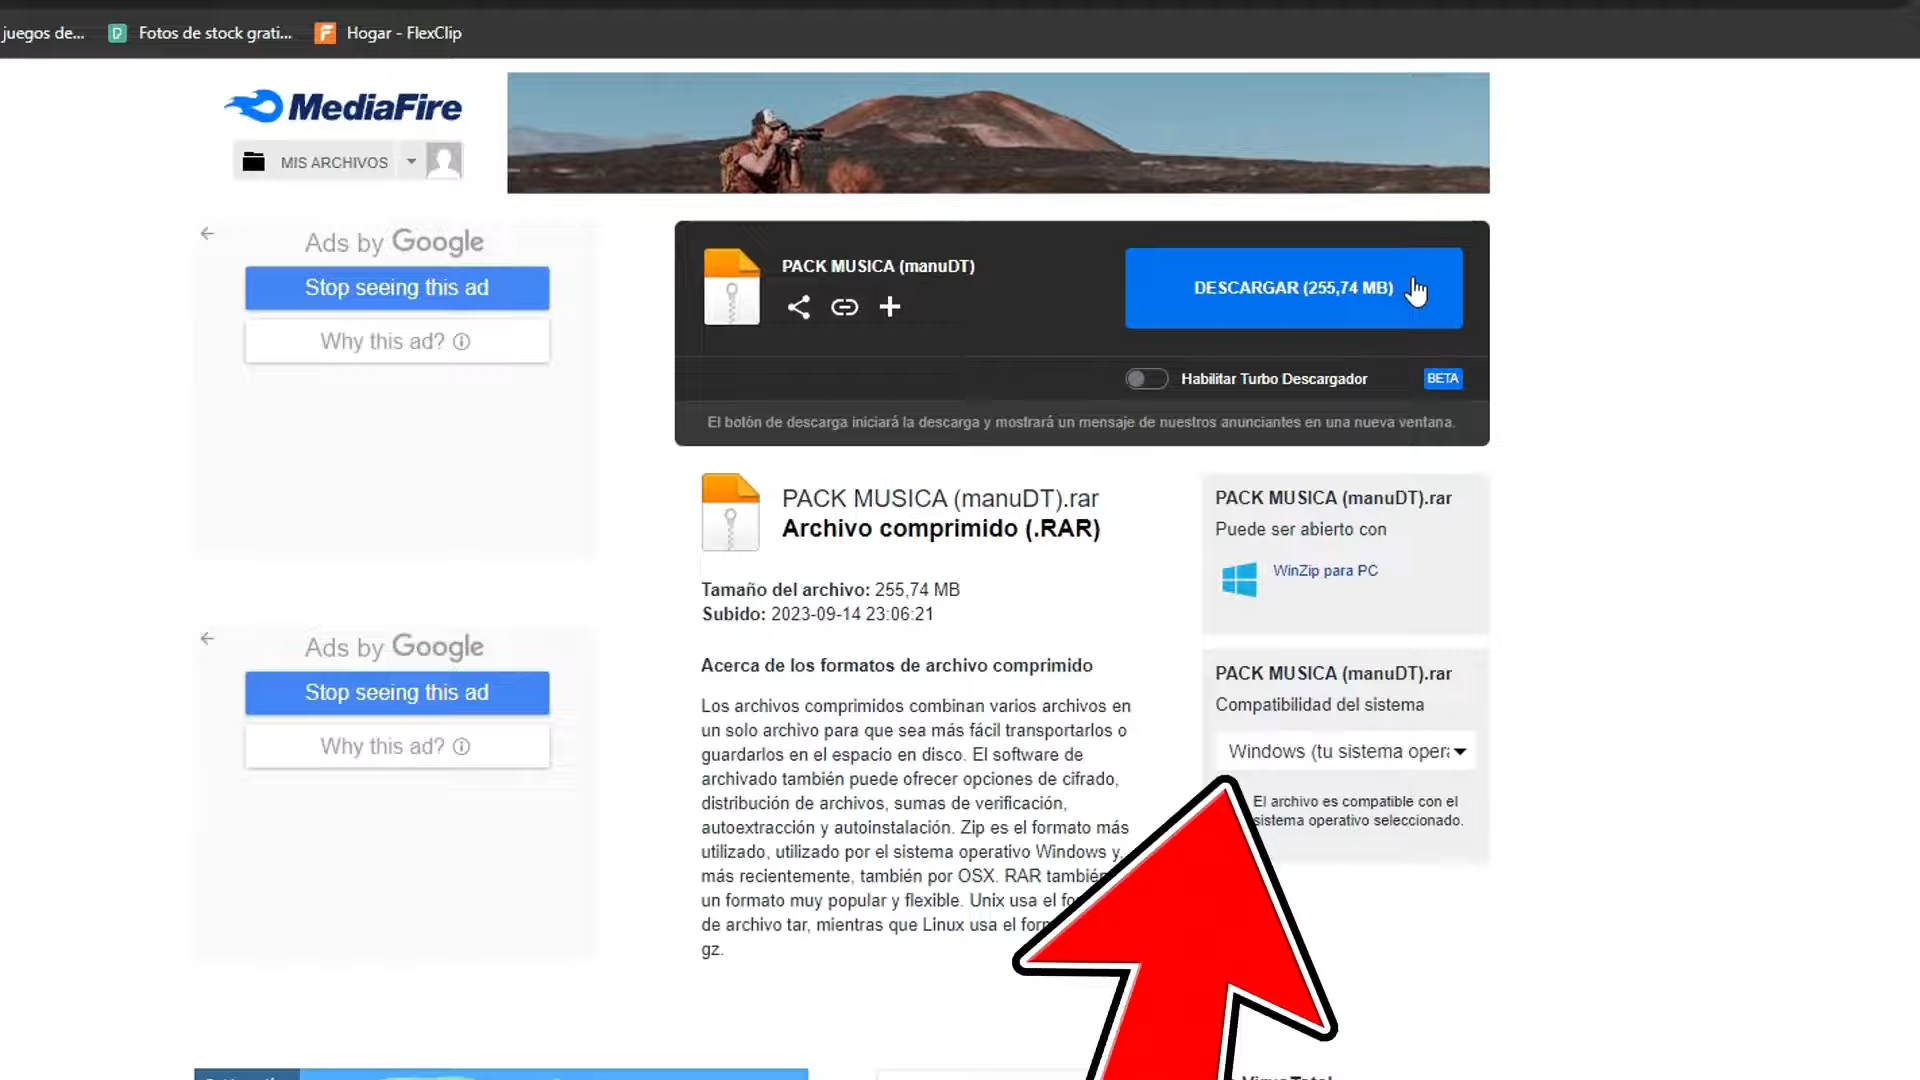 juegos de...
Fotos de stock grati...
Hogar - FlexClip
MediaFire
MIS ARCHIVOS
Ads by Google
Stop seeing this ad
Why this ad?
PACK MUSICA (manuDT)
DESCARGAR (255,74 MB)
Habilitar Turbo Descargador
BETA
El botón de descarga iniciará la descarga y mostrará un mensaje de nuestros anunciantes en una nueva ventana.
PACK MUSICA (manuDT).rar
Archivo comprimido (.RAR)
Tamaño del archivo: 255,74 MB
Subido: 2023-09-14 23:06:21
Acerca de los formatos de archivo comprimido
Los archivos comprimidos combinan varios archivos en
un solo archivo para que sea más fácil transportarlos o
guardarlos en el espacio en disco. El software de
archivado también puede ofrecer opciones de cifrado,
distribución de archivos, sumas de verificación,
autoextracción y autoinstalación. Zip es el formato más
utilizado, utilizado por el sistema operativo Windows y,
más recientemente, también por OSX. RAR también
un formato muy popular y flexible. Unix usa el
de archivo tar, mientras que Linux usa el
gz.
PACK MUSICA (manuDT).rar
Puede ser abierto con
WinZip para PC
PACK MUSICA (manuDT).rar
Compatibilidad del sistema
Windows (tu sistema opera
El archivo es compatible con el
sistema operativo seleccionado.
Ads by Google
Stop seeing this ad
Why this ad?
VirusTotal